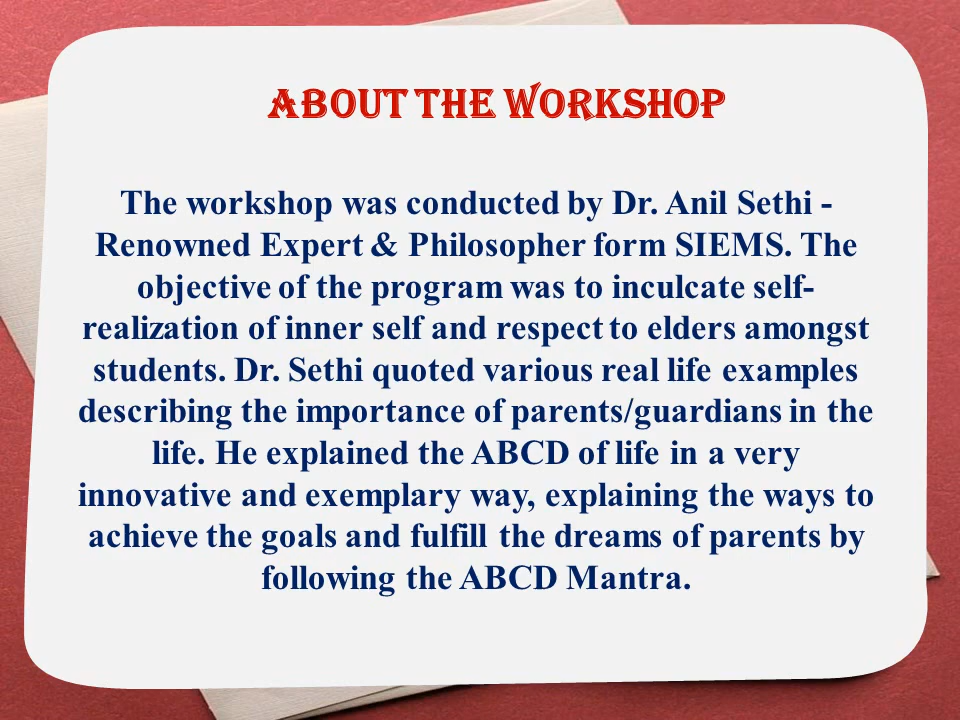 ABOUT THE WORKSHOP
The workshop was conducted by Dr. Anil Sethi -
Renowned Expert & Philosopher form SIEMS. The
objective of the program was to inculcate self-
realization of inner self and respect to elders amongst
students. Dr. Sethi quoted various real life examples
describing the importance of parents/guardians in the
life. He explained the ABCD of life in a very
innovative and exemplary way, explaining the ways to
achieve the goals and fulfill the dreams of parents by
following the ABCD Mantra.